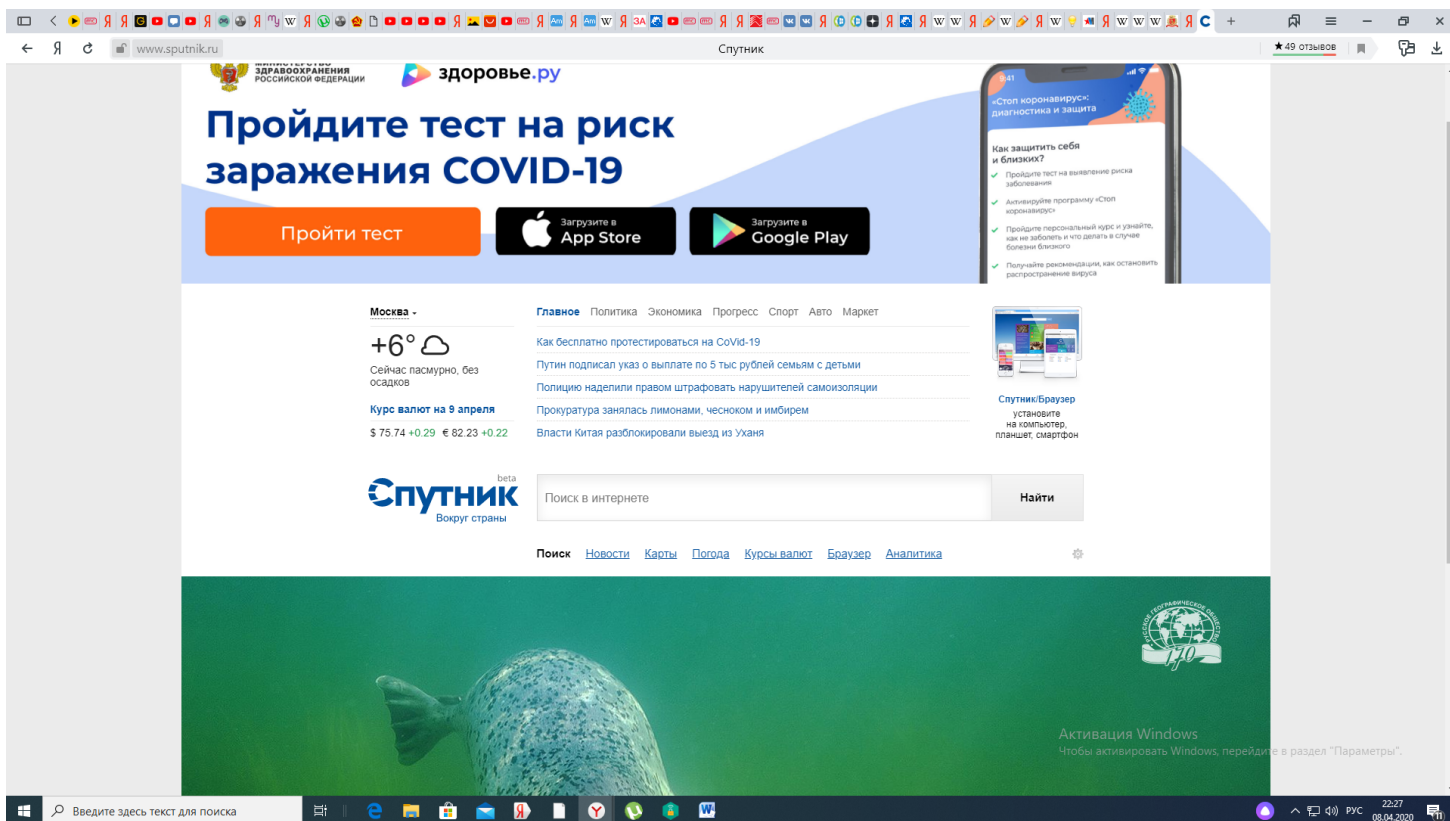 www.sputnik.ru
Спутник
★49 отзывов
МИНИСТЕРСТВО
ЗДРАВООХРАНЕНИЯ
РОССИЙСКОЙ ФЕДЕРАЦИИ
здоровье.ру
Пройдите тест на риск
заражения COVID-19
Пройти тест
Загрузите в
App Store
Загрузите в
Google Play
9:41
«Стоп коронавирус»:
диагностика и защита
Как защитить себя
и близких?
Пройдите тест на выявление риска
заболевания
Активируйте программу «Стоп
коронавирус»
Пройдите персональный курс и узнайте,
как не заболеть и что делать в случае
болезни близкого
Получайте рекомендации, как остановить
распространение вируса
Москва
+6°
Сейчас пасмурно, без
осадков
Курс валют на 9 апреля
$ 75.74 +0.29 € 82.23 +0.22
Главное Политика Экономика Прогресс Спорт Авто Маркет
Как бесплатно протестироваться на CoVid-19
Путин подписал указ о выплате по 5 тыс рублей семьям с детьми
Полицию наделили правом штрафовать нарушителей самоизоляции
Прокуратура занялась лимонами, чесноком и имбирем
Власти Китая разблокировали выезд из Уханя
Спутник/Браузер
установите
на компьютер,
планшет, смартфон
beta
Спутник
Вокруг страны
Поиск в интернете
Найти
Поиск Новости Карты Погода Курсы валют Браузер Аналитика
РУССКОЕ ГЕОГРАФИЧЕСКОЕ ОБЩЕСТВО
170
Активация Windows
Чтобы активировать Windows, перейдите в раздел "Параметры".
Введите здесь текст для поиска
РУС
22:27
08.04.2020